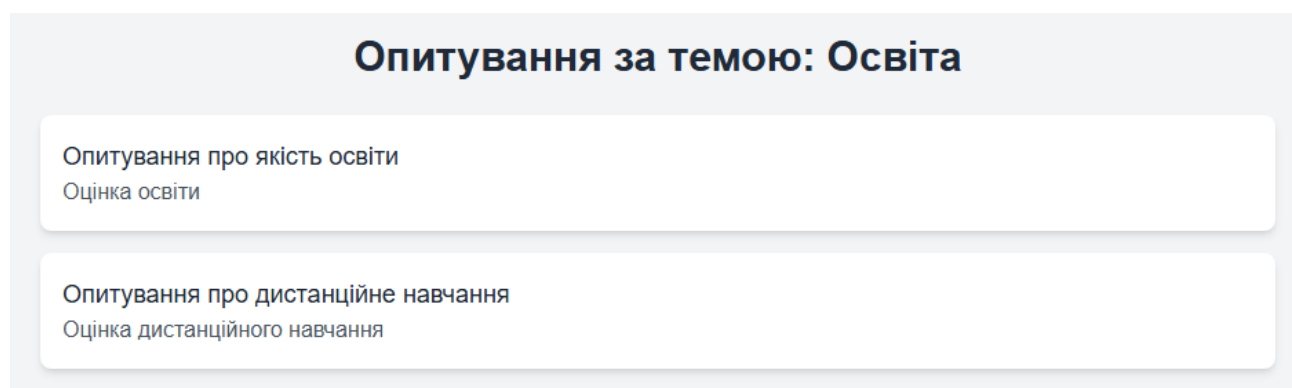 Опитування за темою: Освіта
Опитування про якість освіти
Оцінка освіти
Опитування про дистанційне навчання
Оцінка дистанційного навчання